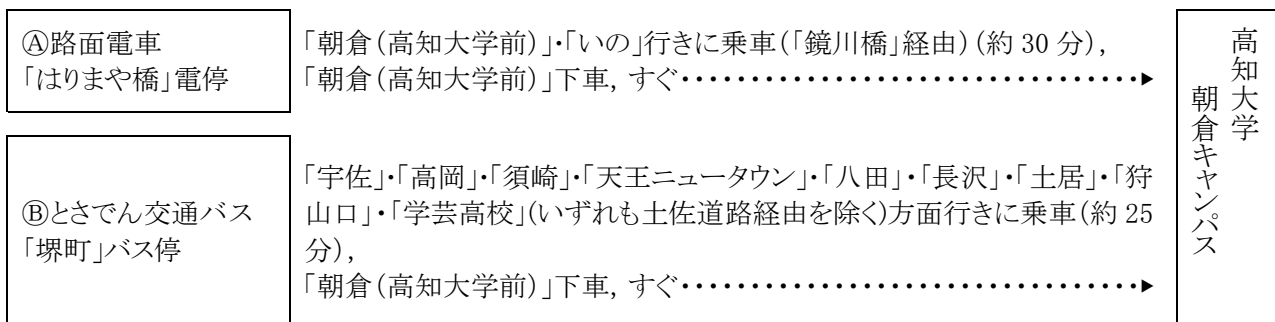 Ⓐ路面電車
「はりまや橋」電停
「朝倉(高知大学前)」・「いの」行きに乗車(「鏡川橋」経由)(約 30 分),
「朝倉(高知大学前)」下車, すぐ・・・・・・・・・・・・・・・・・・・・・・・・・・・・・・・・・▶
Ⓑとさでん交通バス
「堺町」バス停
「宇佐」・「高岡」・「須崎」・「天王ニュータウン」・「八田」・「長沢」・「土居」・「狩
山口」・「学芸高校」(いずれも土佐道路経由を除く)方面行きに乗車(約 25
分),
「朝倉(高知大学前)」下車, すぐ・・・・・・・・・・・・・・・・・・・・・・・・・・・・・・・・・▶
高知大学
朝倉キャンパス